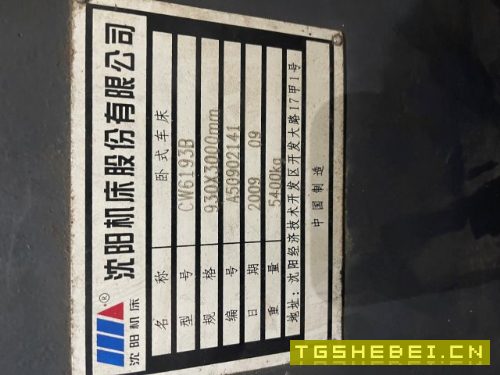 沈阳机床股份有限公司
®
沈阳机床
名 称 卧式车床
型 号 CW6193B
规 格 930X3000mm
编 号 A50902141
日 期 2009 09
重 量 5400kg
地址: 沈阳经济技术开发区开发大路17甲1号
中国制造
TGSHEBEI.CN